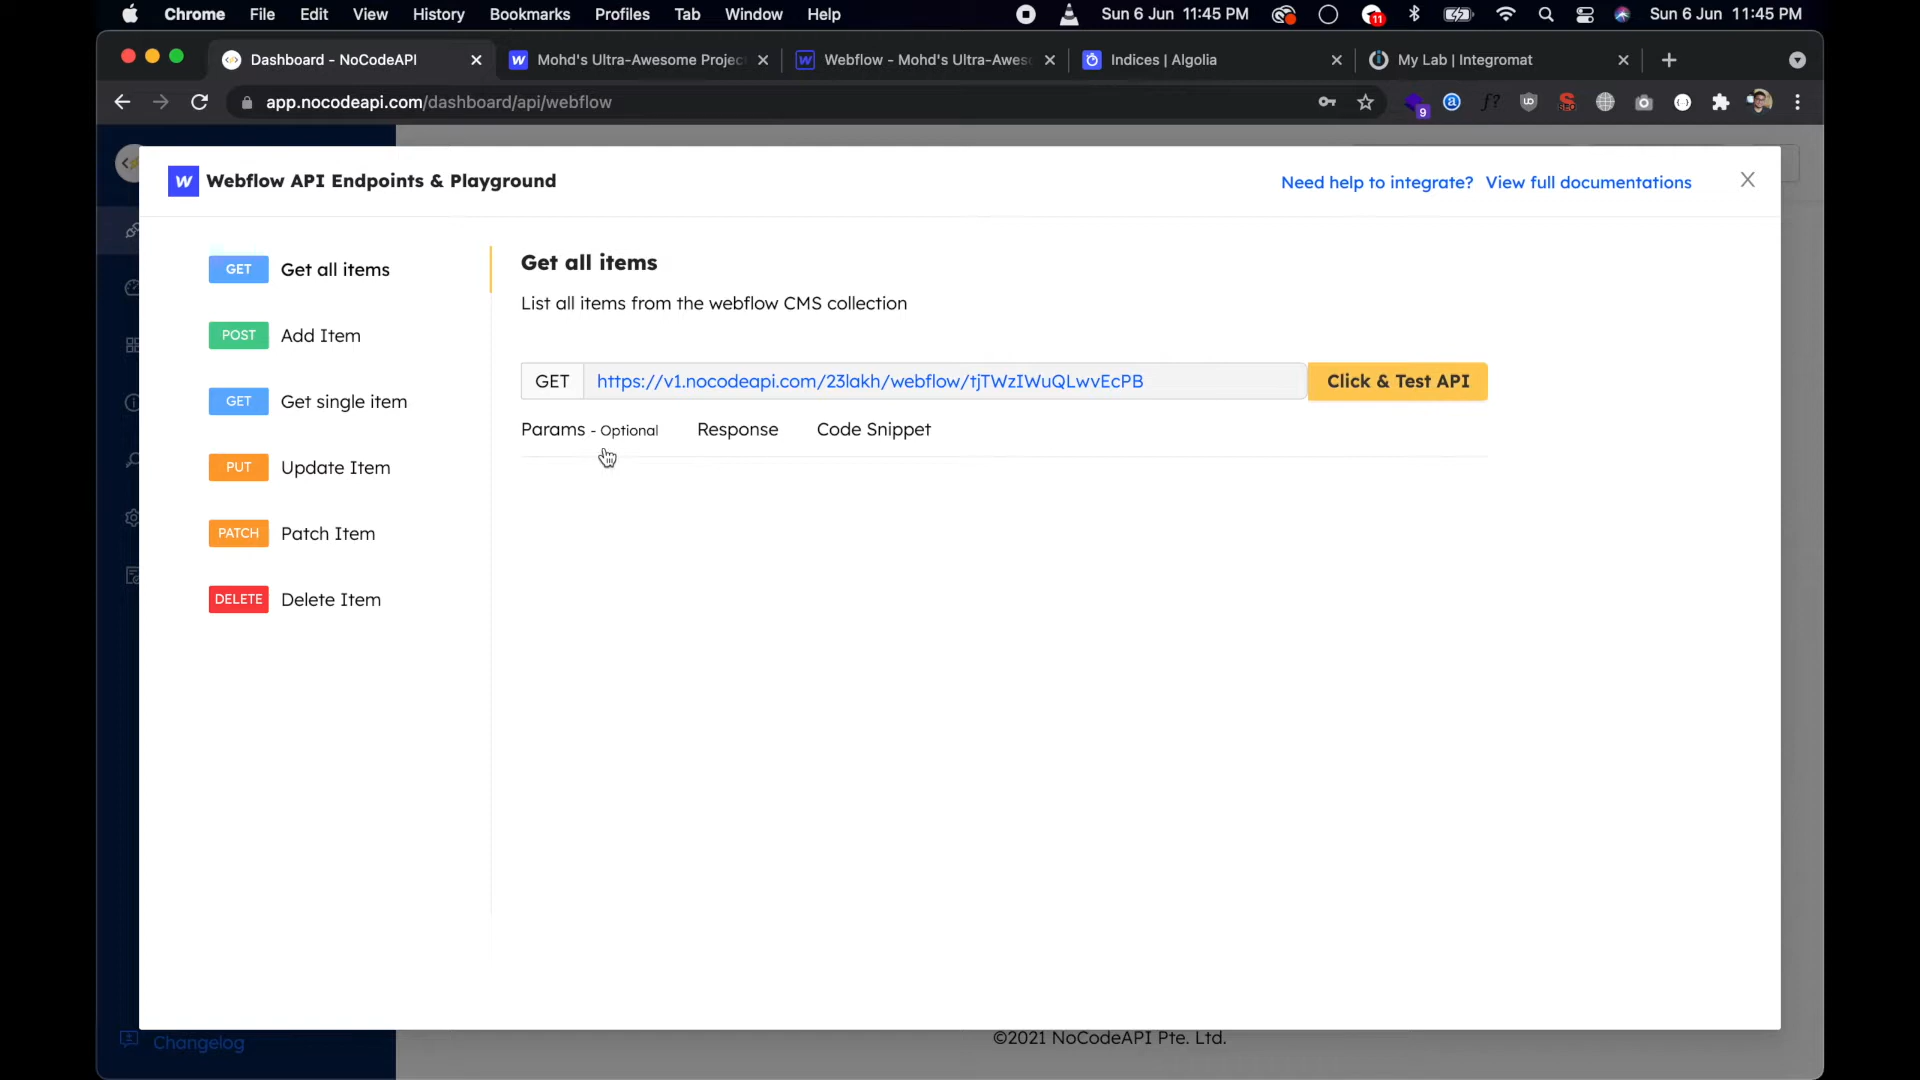 Chrome File Edit View History Bookmarks Profiles Tab Window Help 11 Sun 6 Jun 11:45 PM Sun 6 Jun 11:45 PM
Dashboard - NoCodeAPI Mohd's Ultra-Awesome Projec Webflow - Mohd's Ultra-Awes Indices | Algolia My Lab | Integromat
app.nocodeapi.com/dashboard/api/webflow 9 f? SEO
W Webflow API Endpoints & Playground Need help to integrate? View full documentations
GET Get all items
POST Add Item
GET Get single item
PUT Update Item
PATCH Patch Item
DELETE Delete Item
Get all items
List all items from the webflow CMS collection
GET https://v1.nocodeapi.com/23lakh/webflow/tjTWzIWuQLwvEcPB Click & Test API
Params - Optional Response Code Snippet
Changelog
©2021 NoCodeAPI Pte. Ltd.